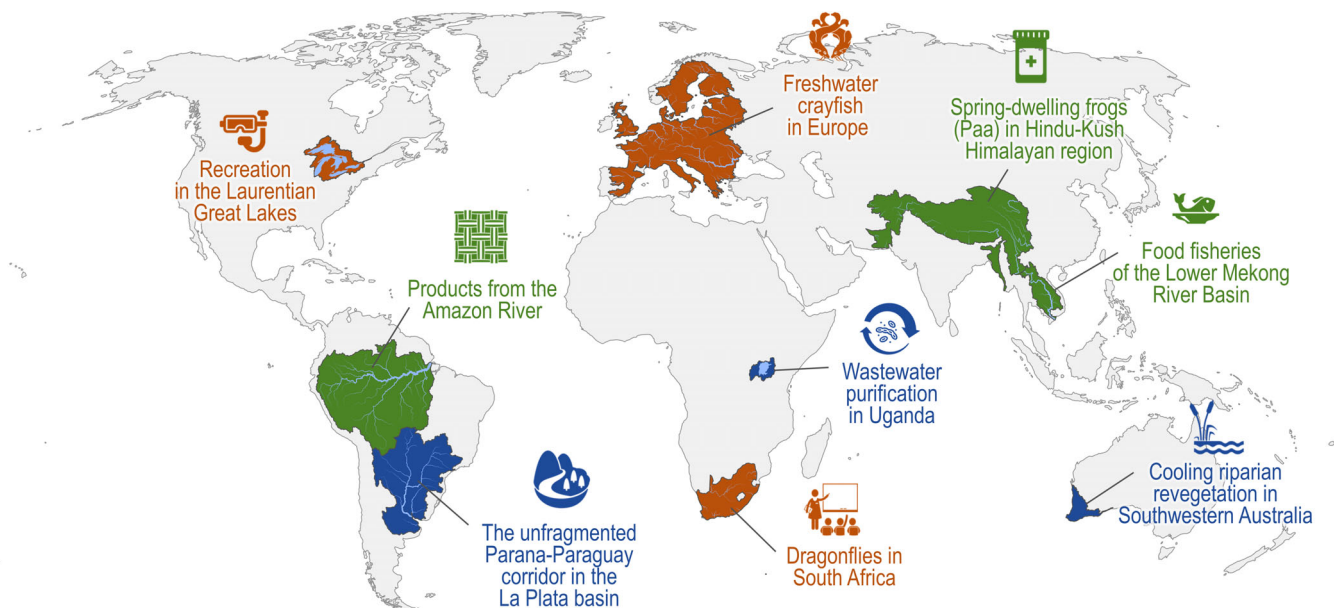 Freshwater
crayfish
in Europe
Spring-dwelling frogs
(Paa) in Hindu-Kush
Himalayan region
Recreation
in the Laurentian
Great Lakes
Food fisheries
of the Lower Mekong
River Basin
Products from the
Amazon River
Wastewater
purification
in Uganda
Cooling riparian
revegetation in
Southwestern Australia
The unfragmented
Parana-Paraguay
corridor in the
La Plata basin
Dragonflies in
South Africa